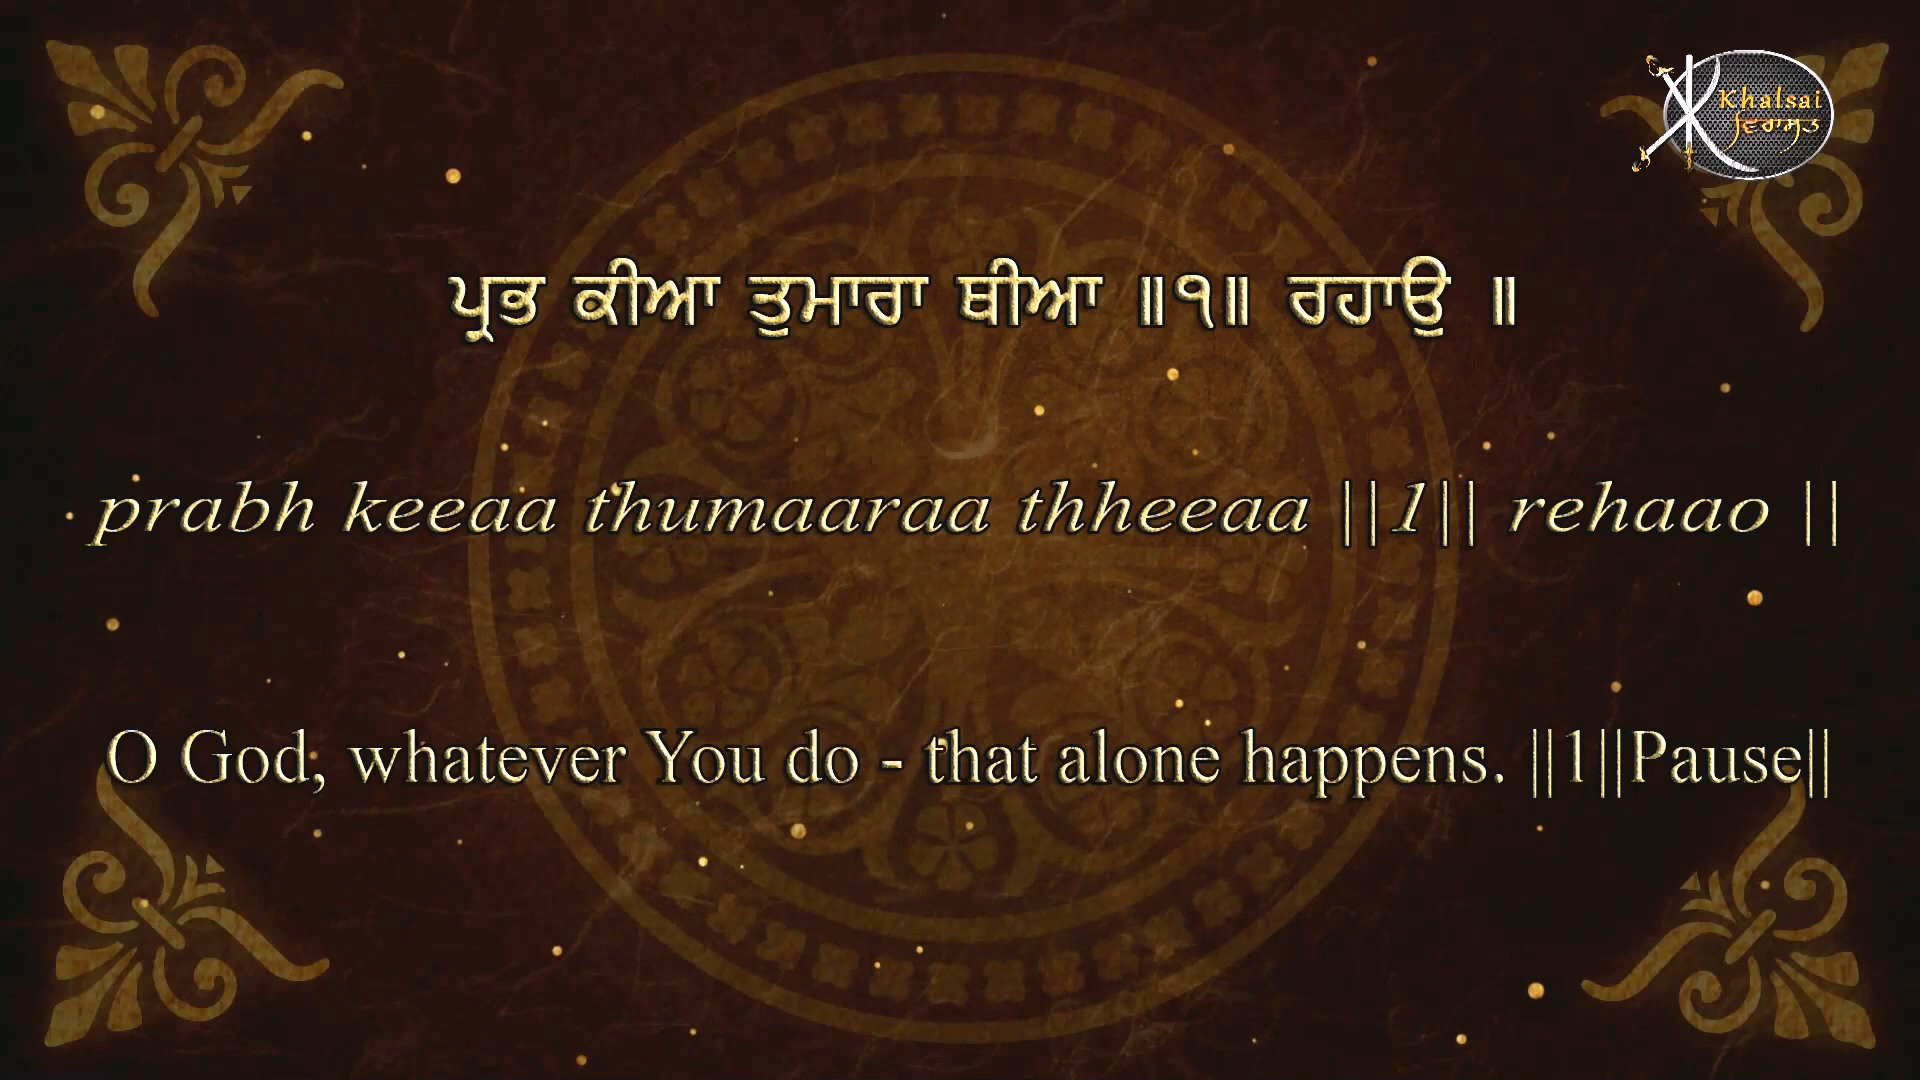 Khalsai
ਵਿਰਾਸਤ
ਪ੍ਰਭ ਕੀਆ ਤੁਮਾਰਾ ਥੀਆ ॥੧॥ ਰਹਾਉ ॥
prabh keeaa thumaaraa thheeaa ||1|| rehaao ||
O God, whatever You do - that alone happens. ||1||Pause||